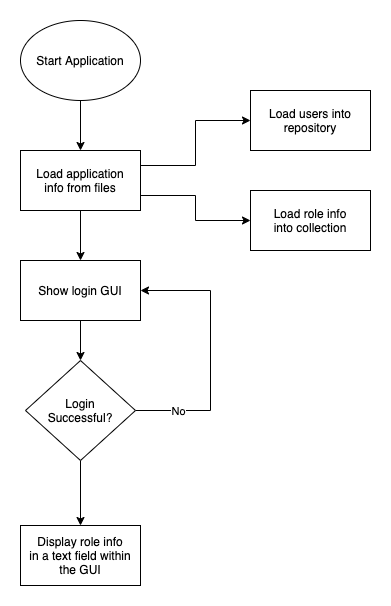 Start Application
Load users into
repository
Load application
info from files
Load role info
into collection
Show login GUI
Login
Successful?
No
Display role info
in a text field within
the GUI